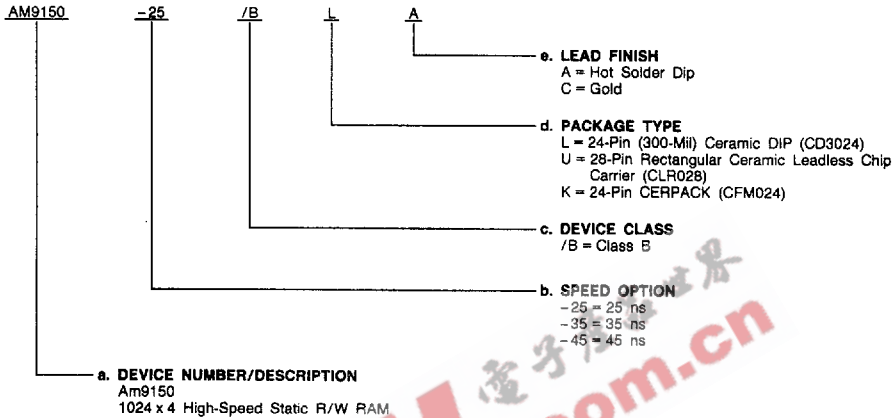 AM9150 -25 /B L A
e. LEAD FINISH
A = Hot Solder Dip
C = Gold
d. PACKAGE TYPE
L = 24-Pin (300-Mil) Ceramic DIP (CD3024)
U = 28-Pin Rectangular Ceramic Leadless Chip
Carrier (CLR028)
K = 24-Pin CERPACK (CFM024)
c. DEVICE CLASS
/B = Class B
b. SPEED OPTION
-25 = 25 ns
-35 = 35 ns
-45 = 45 ns
a. DEVICE NUMBER/DESCRIPTION
Am9150
1024 x 4 High-Speed Static R/W RAM
om.cn